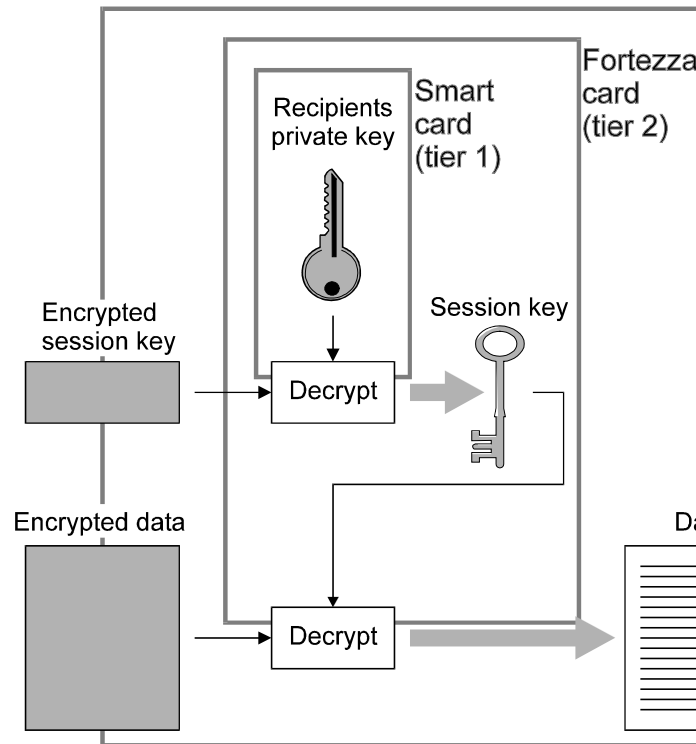 Fortezza
card
(tier 2)
Smart
card
(tier 1)
Recipients
private key
Encrypted
session key
Session key
Decrypt
Encrypted data
Da
Decrypt